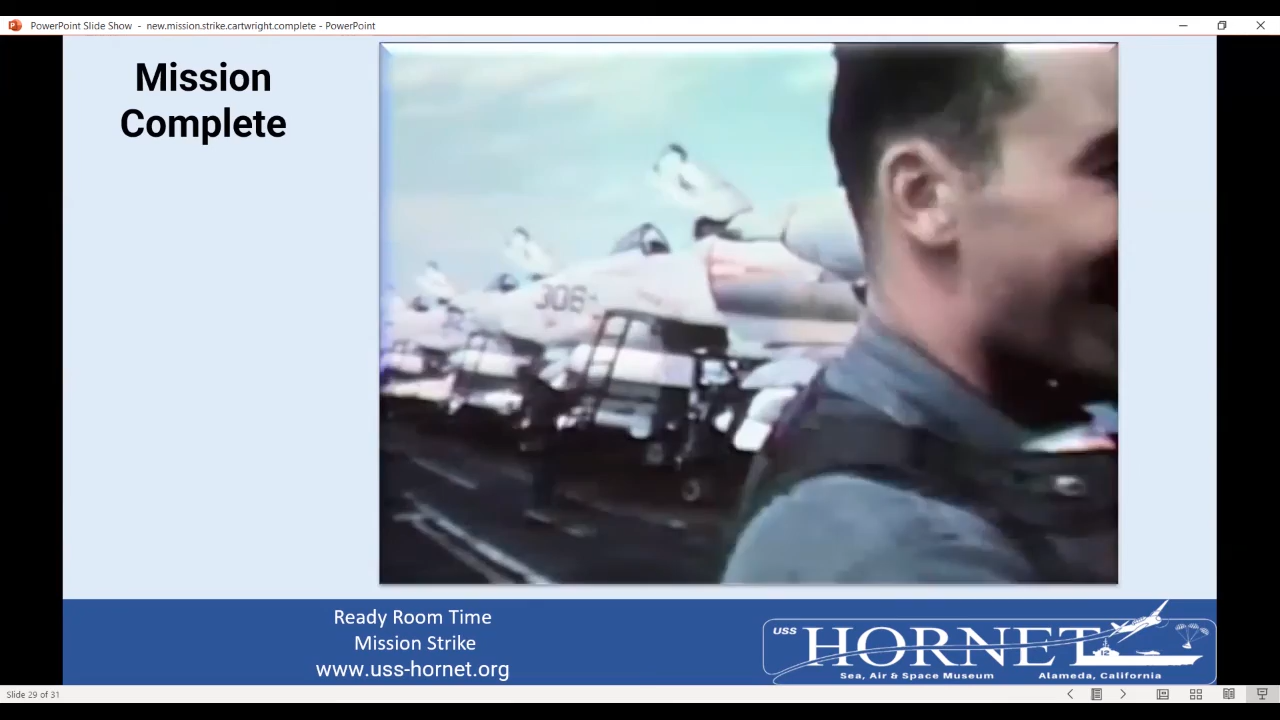 PowerPoint Slide Show - new.mission.strike.cartwright.complete - PowerPoint
Mission
Complete
306
Ready Room Time
Mission Strike
www.uss-hornet.org
USS
HORNET
Sea, Air & Space Museum Alameda, California
Slide 29 of 31